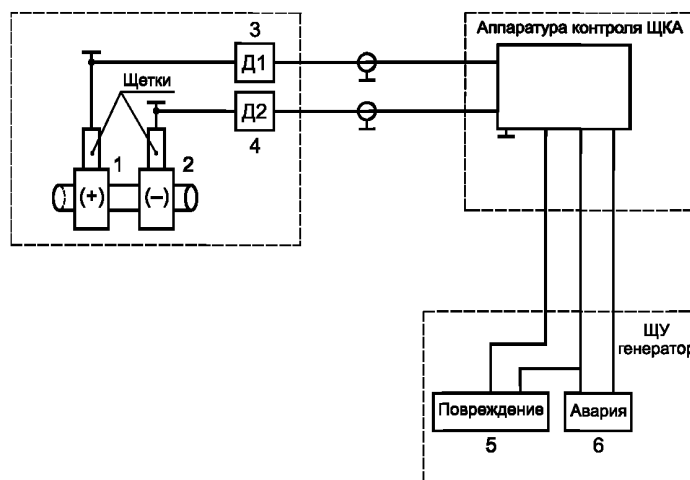 3
Аппаратура контроля ЩКА
Д1
Щетки
Д2
4
1
2
(+)
(–)
ЩУ
генератор
Повреждение
Авария
5
6